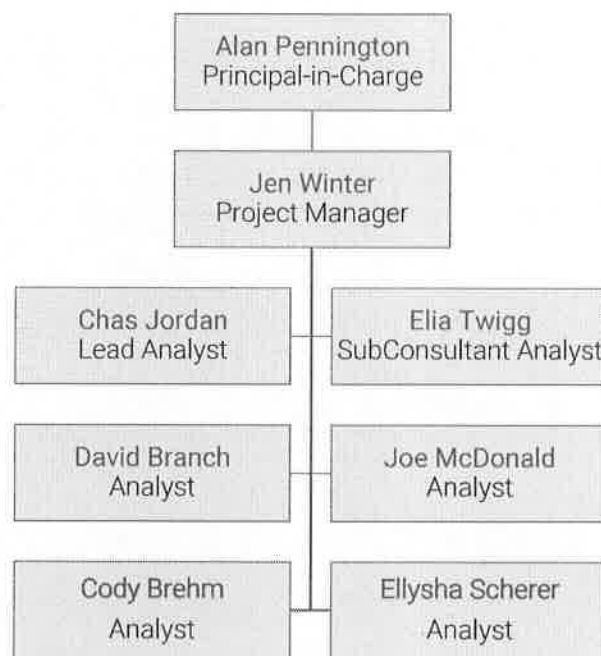 Alan Pennington
Principal-in-Charge
Jen Winter
Project Manager
Chas Jordan
Lead Analyst
Elia Twigg
SubConsultant Analyst
David Branch
Analyst
Joe McDonald
Analyst
Cody Brehm
Analyst
Ellysha Scherer
Analyst